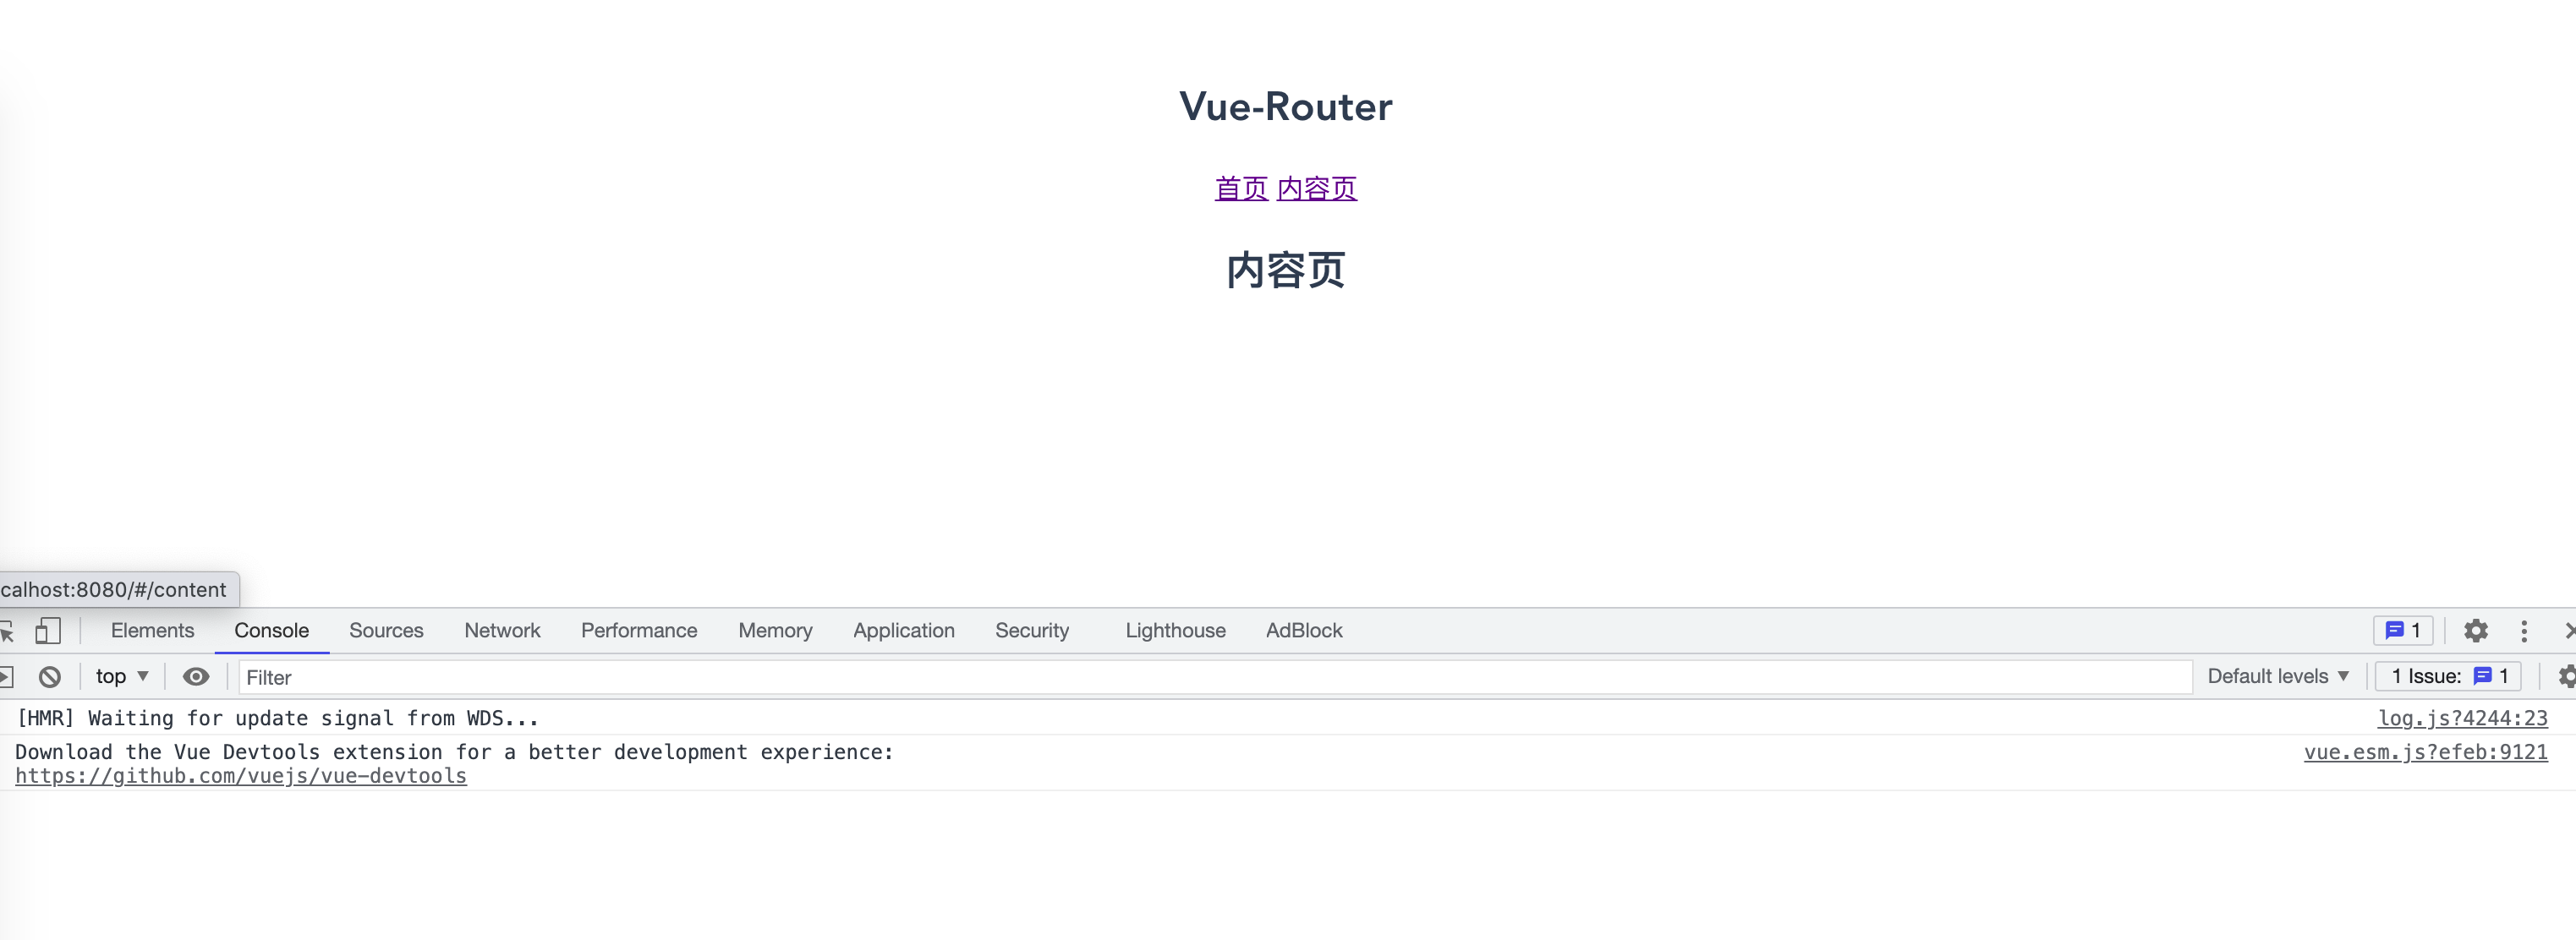 Vue-Router
首页 内容页
内容页
calhost:8080/#/content
Elements Console Sources Network Performance Memory Application Security Lighthouse AdBlock 1
top Filter Default levels 1 Issue: 1
[HMR] Waiting for update signal from WDS... log.js?4244:23
Download the Vue Devtools extension for a better development experience: vue.esm.js?efeb:9121
https://github.com/vuejs/vue-devtools